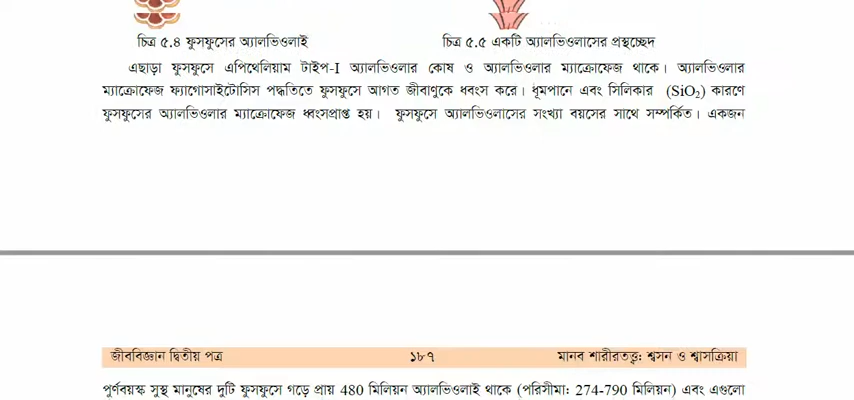 চিত্র ৫.৪ ফুসফুসের অ্যালভিওলাই
চিত্র ৫.৫ একটি অ্যালভিওলাসের প্রস্থচ্ছেদ
এছাড়া ফুসফুসে এপিথেলিয়াম টাইপ-I অ্যালভিওলার কোষ ও অ্যালভিওলার ম্যাক্রোফেজ থাকে। অ্যালভিওলার
ম্যাক্রোফেজ ফ্যাগোসাইটোসিস পদ্ধতিতে ফুসফুসে আগত জীবাণুকে ধবংস করে। ধূমপানে এবং সিলিকার (SiO₂) কারণে
ফুসফুসের অ্যালভিওলার ম্যাক্রোফেজ ধ্বংসপ্রাপ্ত হয়। ফুসফুসে অ্যালভিওলাসের সংখ্যা বয়সের সাথে সম্পর্কিত। একজন
জীববিজ্ঞান দ্বিতীয় পত্র ১৮৭ মানব শারীরতত্ত্ব: শ্বসন ও শ্বাসক্রিয়া
পুর্ণবয়স্ক সুস্থ মানুষের দুটি ফুসফুসে গড়ে প্রায় 480 মিলিয়ন অ্যালভিওলাই থাকে (পরিসীমা: 274-790 মিলিয়ন) এবং এগুলো